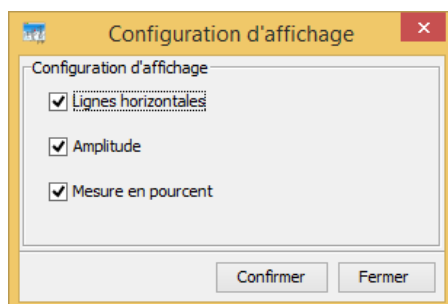 Configuration d'affichage
Configuration d'affichage
Lignes horizontales
Amplitude
Mesure en pourcent
Confirmer Fermer